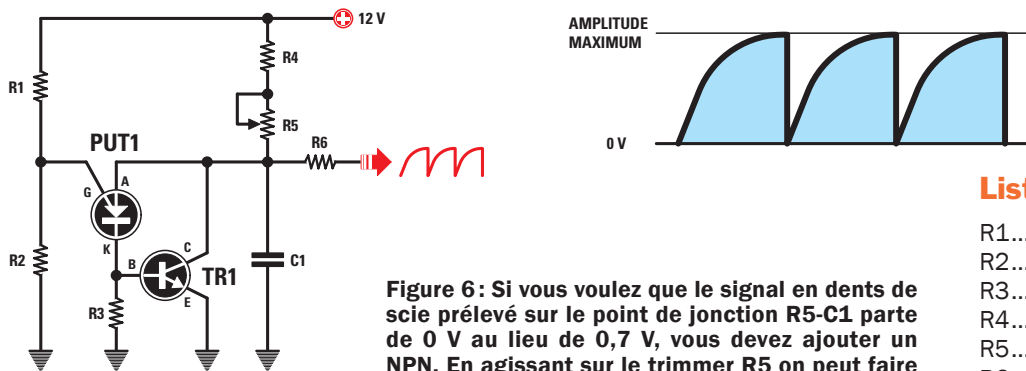 12 V
R1
R4
R5
R6
PUT1
G
A
K
R2
B
C
E
TR1
R3
C1
AMPLITUDE
MAXIMUM
0 V
Figure 6 : Si vous voulez que le signal en dents de
scie prélevé sur le point de jonction R5-C1 parte
de 0 V au lieu de 0,7 V, vous devez ajouter un
NPN. En agissant sur le trimmer R5 on peut faire
List
R1...
R2...
R3...
R4...
R5...